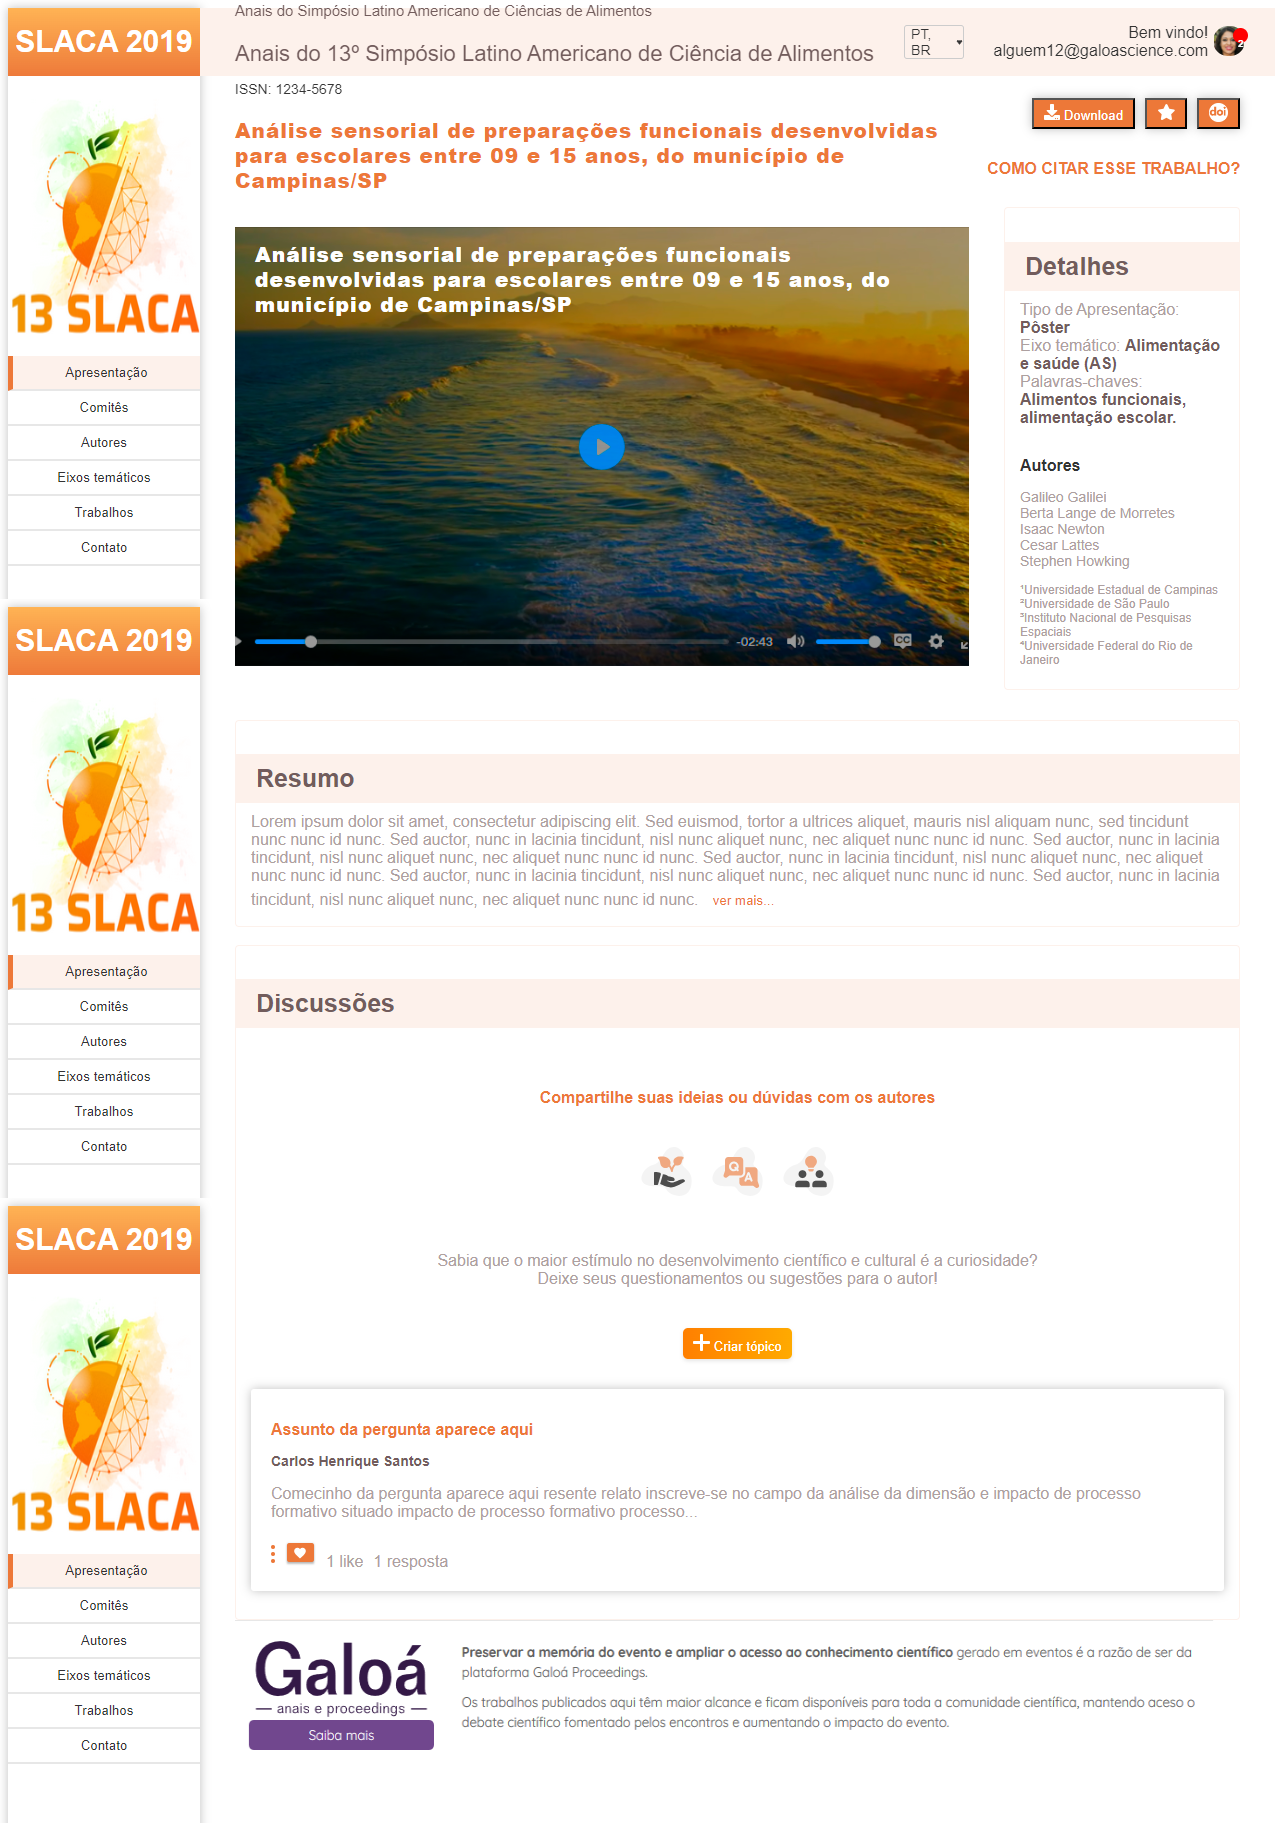 SLACA 2019
13 SLACA
Apresentação
Comitês
Autores
Eixos temáticos
Trabalhos
Contato
SLACA 2019
13 SLACA
Apresentação
Comitês
Autores
Eixos temáticos
Trabalhos
Contato
SLACA 2019
13 SLACA
Apresentação
Comitês
Autores
Eixos temáticos
Trabalhos
Contato
Anais do Simpósio Latino Americano de Ciências de Alimentos
Anais do 13º Simpósio Latino Americano de Ciência de Alimentos
PT,
BR
Bem vindo!
alguem12@galoascience.com
2
ISSN: 1234-5678
Download
doi
Análise sensorial de preparações funcionais desenvolvidas
para escolares entre 09 e 15 anos, do município de
Campinas/SP
COMO CITAR ESSE TRABALHO?
Análise sensorial de preparações funcionais
desenvolvidas para escolares entre 09 e 15 anos, do
município de Campinas/SP
-02:43
CC
Detalhes
Tipo de Apresentação:
Pôster
Eixo temático: Alimentação
e saúde (AS)
Palavras-chaves:
Alimentos funcionais,
alimentação escolar.
Autores
Galileo Galilei
Berta Lange de Morretes
Isaac Newton
Cesar Lattes
Stephen Howking
¹Universidade Estadual de Campinas
²Universidade de São Paulo
³Instituto Nacional de Pesquisas
Espaciais
⁴Universidade Federal do Rio de
Janeiro
Resumo
Lorem ipsum dolor sit amet, consectetur adipiscing elit. Sed euismod, tortor a ultrices aliquet, mauris nisl aliquam nunc, sed tincidunt
nunc nunc id nunc. Sed auctor, nunc in lacinia tincidunt, nisl nunc aliquet nunc, nec aliquet nunc nunc id nunc. Sed auctor, nunc in lacinia
tincidunt, nisl nunc aliquet nunc, nec aliquet nunc nunc id nunc. Sed auctor, nunc in lacinia tincidunt, nisl nunc aliquet nunc, nec aliquet
nunc nunc id nunc. Sed auctor, nunc in lacinia tincidunt, nisl nunc aliquet nunc, nec aliquet nunc nunc id nunc. Sed auctor, nunc in lacinia
tincidunt, nisl nunc aliquet nunc, nec aliquet nunc nunc id nunc. ver mais...
Discussões
Compartilhe suas ideias ou dúvidas com os autores
Q A
Sabia que o maior estímulo no desenvolvimento científico e cultural é a curiosidade?
Deixe seus questionamentos ou sugestões para o autor!
Criar tópico
Assunto da pergunta aparece aqui
Carlos Henrique Santos
Comecinho da pergunta aparece aqui resente relato inscreve-se no campo da análise da dimensão e impacto de processo
formativo situado impacto de processo formativo processo...
1 like 1 resposta
Galoá
anais e proceedings
Saiba mais
Preservar a memória do evento e ampliar o acesso ao conhecimento científico gerado em eventos é a razão de ser da
plataforma Galoá Proceedings.
Os trabalhos publicados aqui têm maior alcance e ficam disponíveis para toda a comunidade científica, mantendo aceso o
debate científico fomentado pelos encontros e aumentando o impacto do evento.